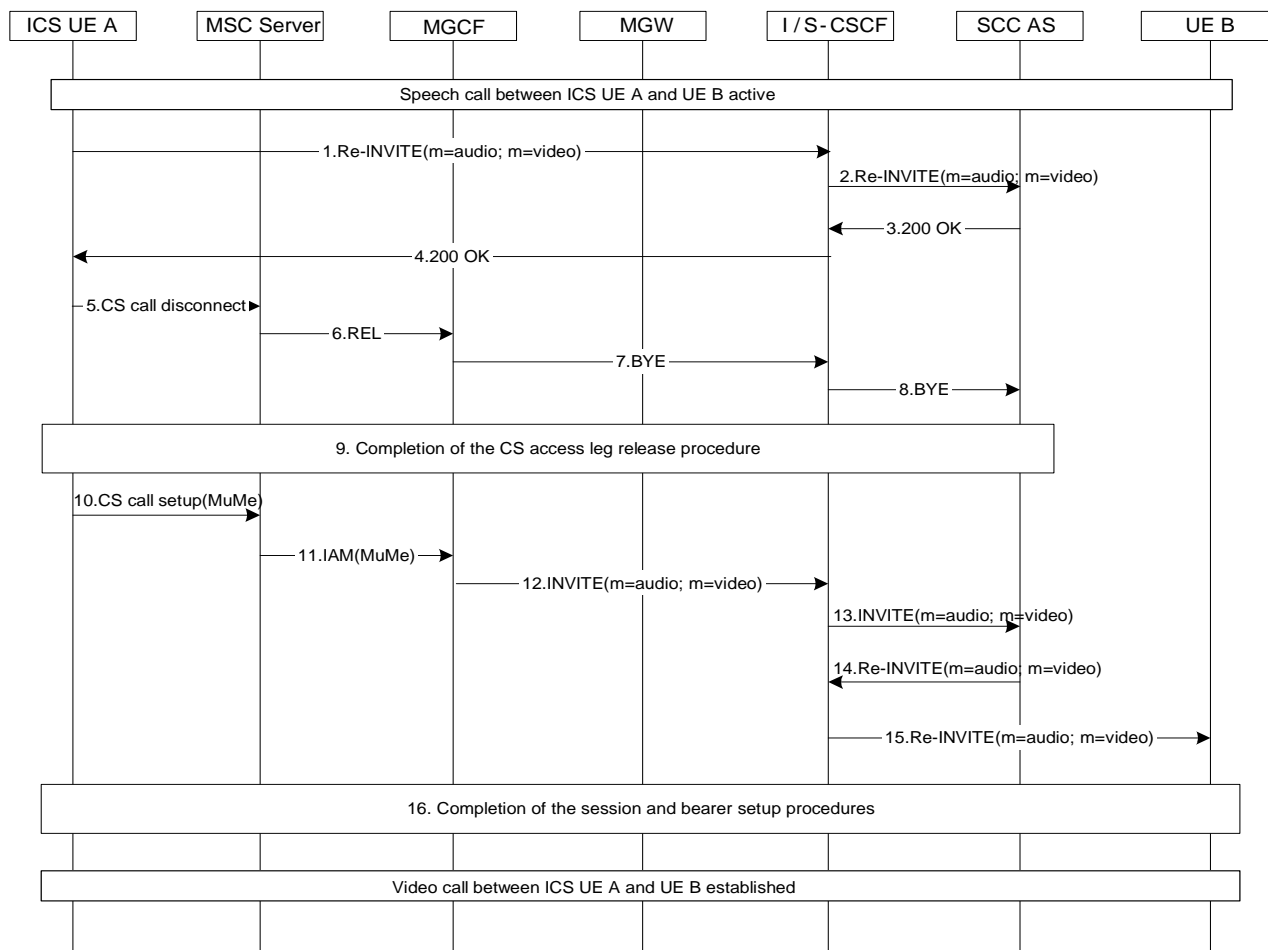 ICS UE A
MSC Server
MGCF
MGW
I / S-CSCF
SCC AS
UE B
Speech call between ICS UE A and UE B active
1.Re-INVITE(m=audio; m=video)
2.Re-INVITE(m=audio; m=video)
3.200 OK
4.200 OK
5.CS call disconnect
6.REL
7.BYE
8.BYE
9. Completion of the CS access leg release procedure
10.CS call setup(MuMe)
11.IAM(MuMe)
12.INVITE(m=audio; m=video)
13.INVITE(m=audio; m=video)
14.Re-INVITE(m=audio; m=video)
15.Re-INVITE(m=audio; m=video)
16. Completion of the session and bearer setup procedures
Video call between ICS UE A and UE B established